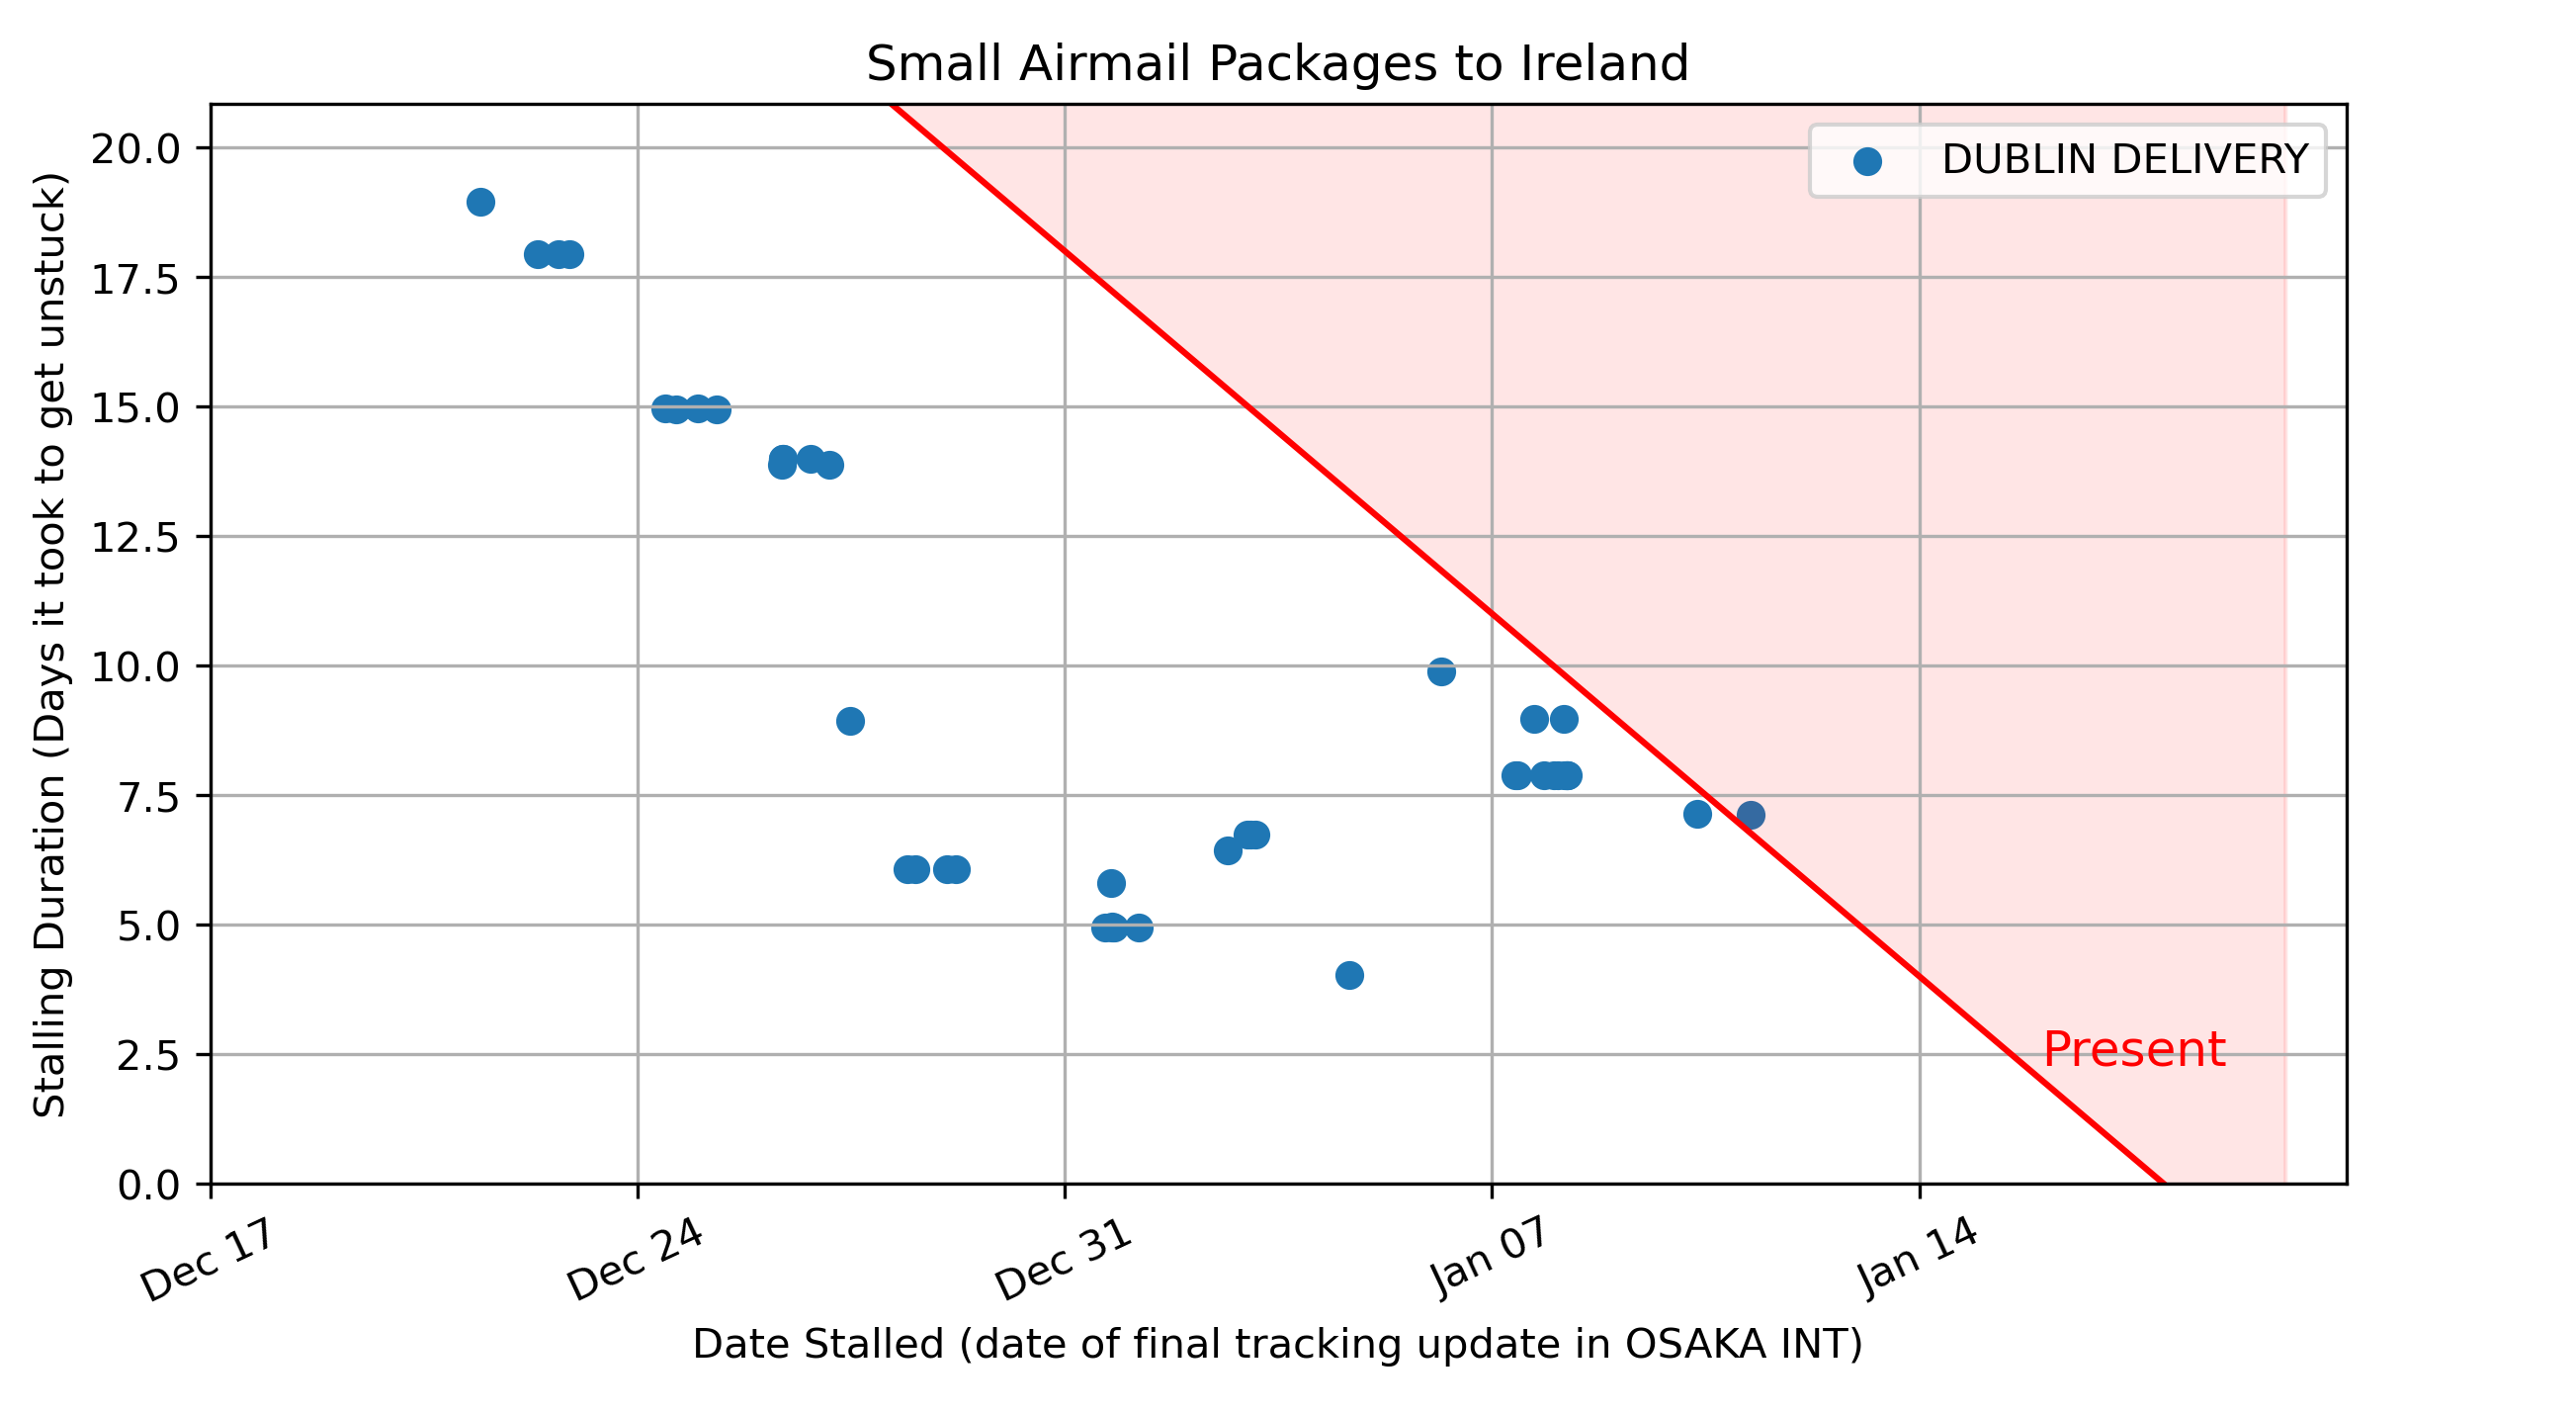 Small Airmail Packages to Ireland
DUBLIN DELIVERY
20.0
17.5
15.0
12.5
10.0
7.5
5.0
2.5
0.0
Stalling Duration (Days it took to get unstuck)
Present
Dec 17
Dec 24
Dec 31
Jan 07
Jan 14
Date Stalled (date of final tracking update in OSAKA INT)